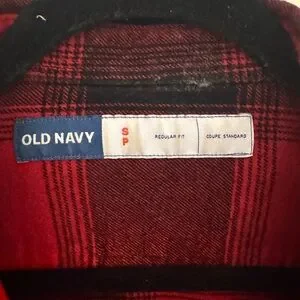 OLD NAVY
S
P
REGULAR FIT
COUPE STANDARD